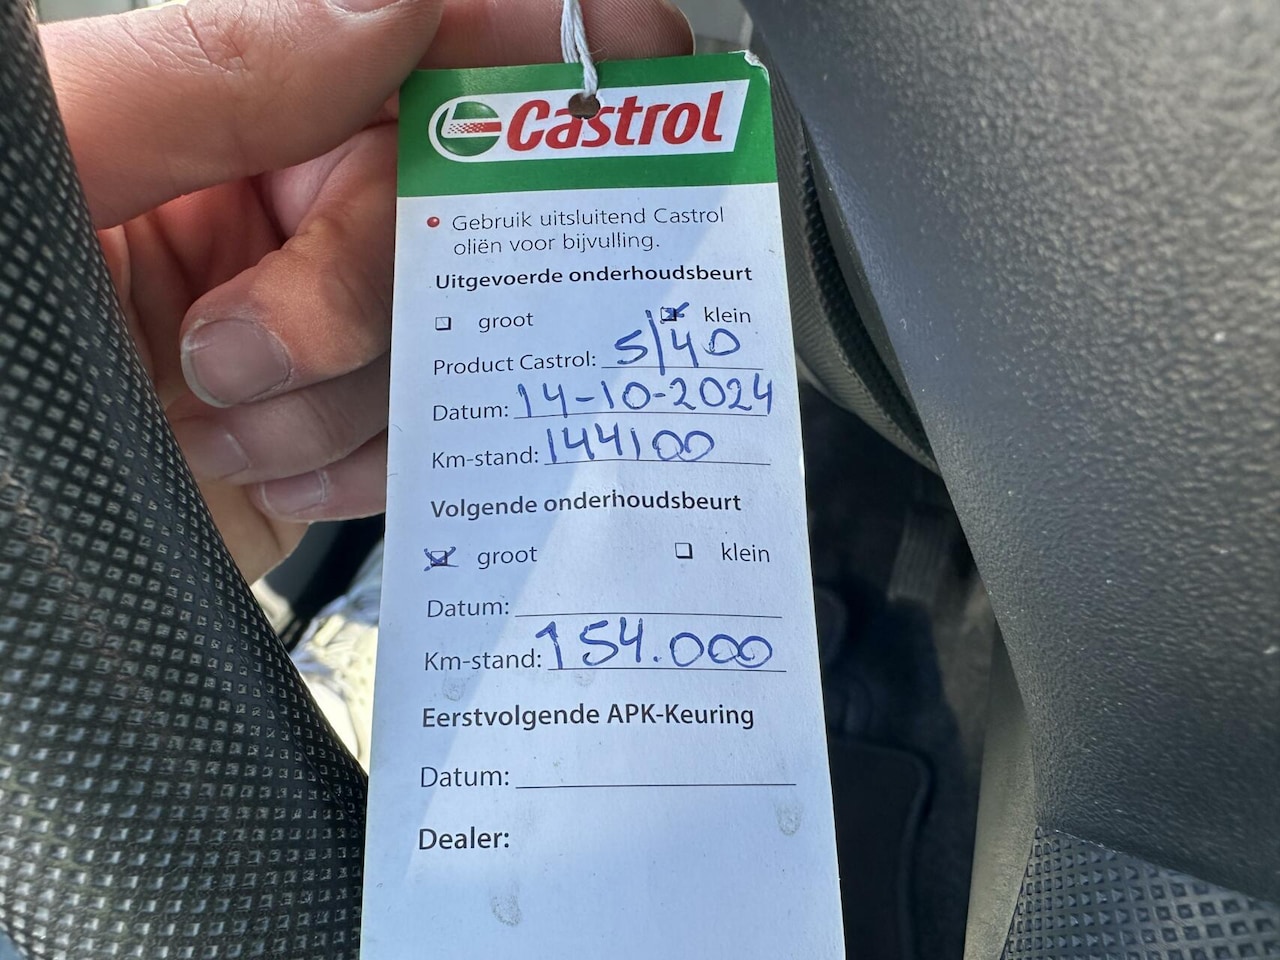 Castrol
Gebruik uitsluitend Castrol
oliën voor bijvulling.
Uitgevoerde onderhoudsbeurt
groot klein
Product Castrol: 5/40
Datum: 14-10-2024
Km-stand: 144100
Volgende onderhoudsbeurt
groot klein
Datum:
Km-stand: 154.000
Eerstvolgende APK-Keuring
Datum:
Dealer: